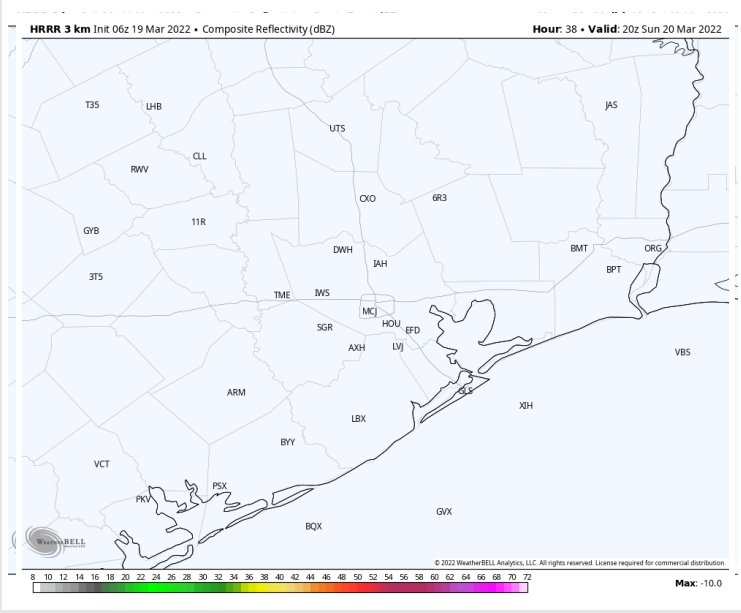 HRRR 3 km Init 06z 19 Mar 2022 • Composite Reflectivity (dBZ) Hour: 38 • Valid: 20z Sun 20 Mar 2022
T35 LHB JAS
UTS
CLL
RWV
CXO 6R3
11R
GYB
DWH BMT ORG
IAH
BPT
3T5
TME IWS
MCJ
SGR HOU EFD
AXH LVJ VBS
ARM GLS
XIH
LBX
BYY
VCT
PSX
PKV
GVX
BQX
WeatherBELL
© 2022 WeatherBELL Analytics, LLC. All rights reserved. License required for commercial distribution.
8 10 12 14 16 18 20 22 24 26 28 30 32 34 36 38 40 42 44 46 48 50 52 54 56 58 60 62 64 66 68 70 72 Max: -10.0